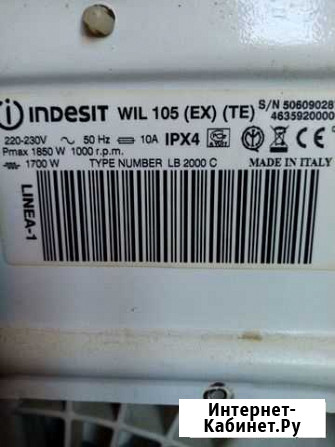 indesit WIL 105 (EX) (TE) S/N 50609028
4635920000
220-230V ~ 50 Hz 10A IPX4
Pmax 1850 W 1000 r.p.m.
1700 W TYPE NUMBER LB 2000 C MADE IN ITALY
LINEA-1
Интернет-
Кабинет.Ру